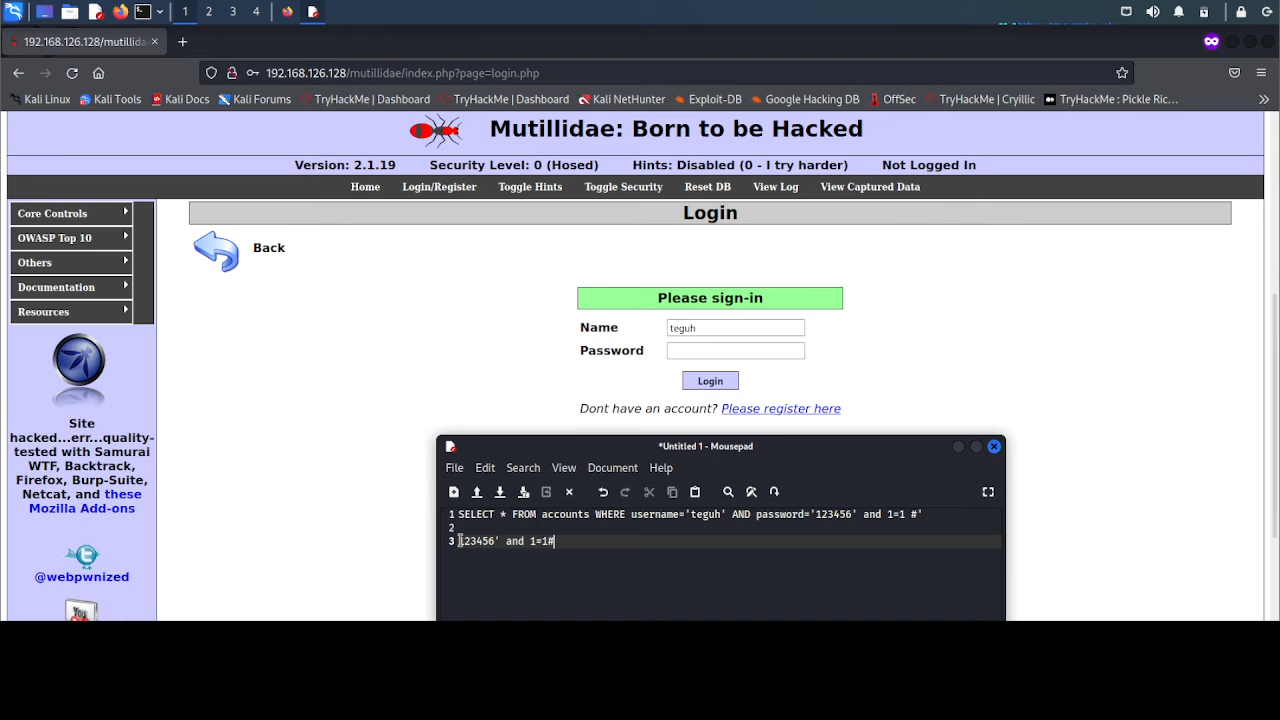 1 2 3 4
192.168.126.128/mutillida
192.168.126.128/mutillidae/index.php?page=login.php
Kali Linux Kali Tools Kali Docs Kali Forums TryHackMe | Dashboard TryHackMe | Dashboard Kali NetHunter Exploit-DB Google Hacking DB OffSec TryHackMe | Cryillic TryHackMe : Pickle Ric...
Mutillidae: Born to be Hacked
Version: 2.1.19 Security Level: 0 (Hosed) Hints: Disabled (0 - I try harder) Not Logged In
Home Login/Register Toggle Hints Toggle Security Reset DB View Log View Captured Data
Core Controls
OWASP Top 10
Others
Documentation
Resources
Site
hacked...err...quality-
tested with Samurai
WTF, Backtrack,
Firefox, Burp-Suite,
Netcat, and these
Mozilla Add-ons
@webpwnized
You
Login
Back
Please sign-in
Name teguh
Password
Login
Dont have an account? Please register here
*Untitled 1 - Mousepad
File Edit Search View Document Help
1 SELECT * FROM accounts WHERE username='teguh' AND password='123456' and 1=1 #'
2
3 123456' and 1=1#